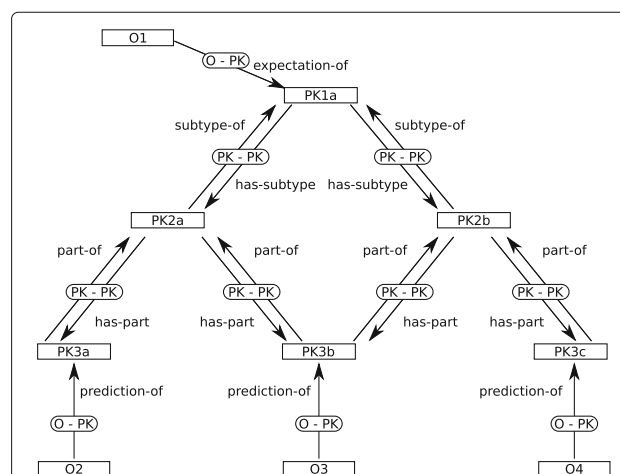 O1
O - PK
expectation-of
PK1a
subtype-of
subtype-of
PK - PK
PK - PK
has-subtype
has-subtype
PK2a
PK2b
part-of
part-of
part-of
part-of
PK - PK
PK - PK
PK - PK
PK - PK
has-part
has-part
has-part
has-part
PK3a
PK3b
PK3c
prediction-of
prediction-of
prediction-of
O - PK
O - PK
O - PK
O2
O3
O4